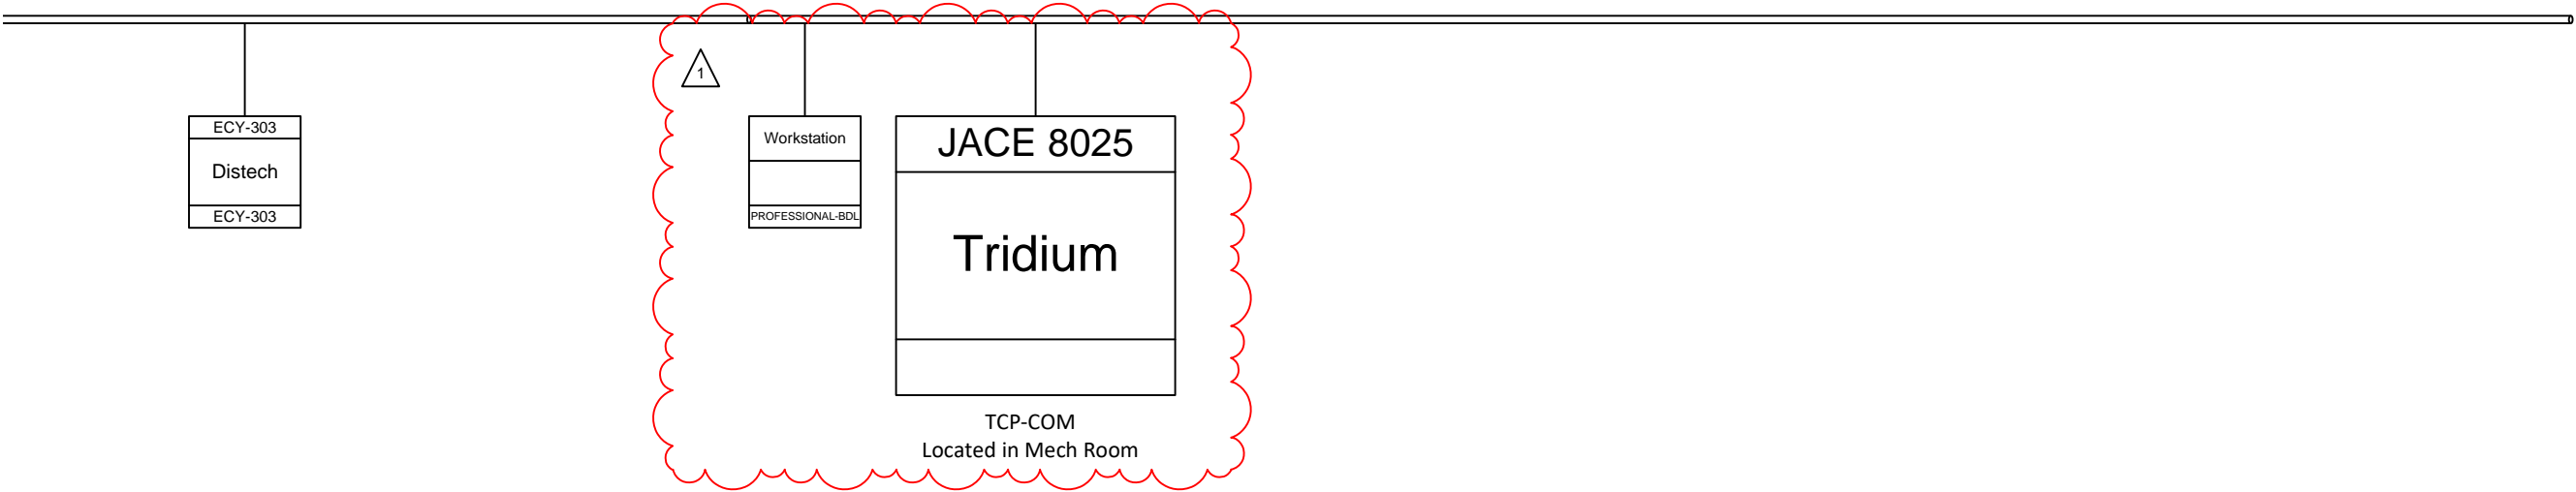 1
ECY-303
Distech
ECY-303
Workstation
PROFESSIONAL-BDL
JACE 8025
Tridium
TCP-COM
Located in Mech Room